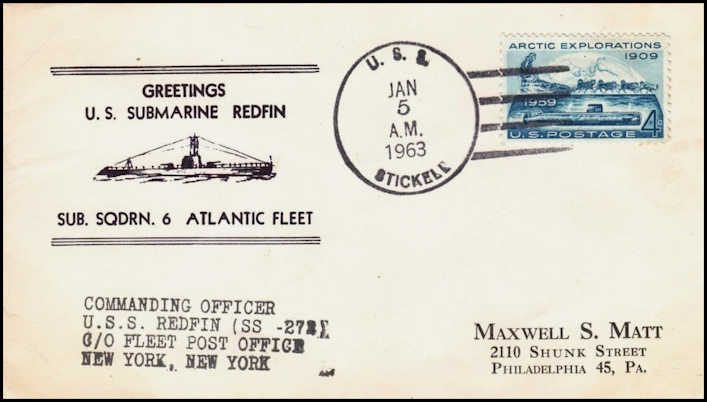 GREETINGS
U. S. SUBMARINE REDFIN
SUB. SQDRN. 6 ATLANTIC FLEET
U. S. S.
JAN
5
A.M.
1963
STICKELL
ARCTIC EXPLORATIONS
1909
1959
U.S. POSTAGE 4¢
COMMANDING OFFICER
U.S.S. REDFIN (SS -272)
C/O FLEET POST OFFICE
NEW YORK, NEW YORK
MAXWELL S. MATT
2110 SHUNK STREET
PHILADELPHIA 45, PA.